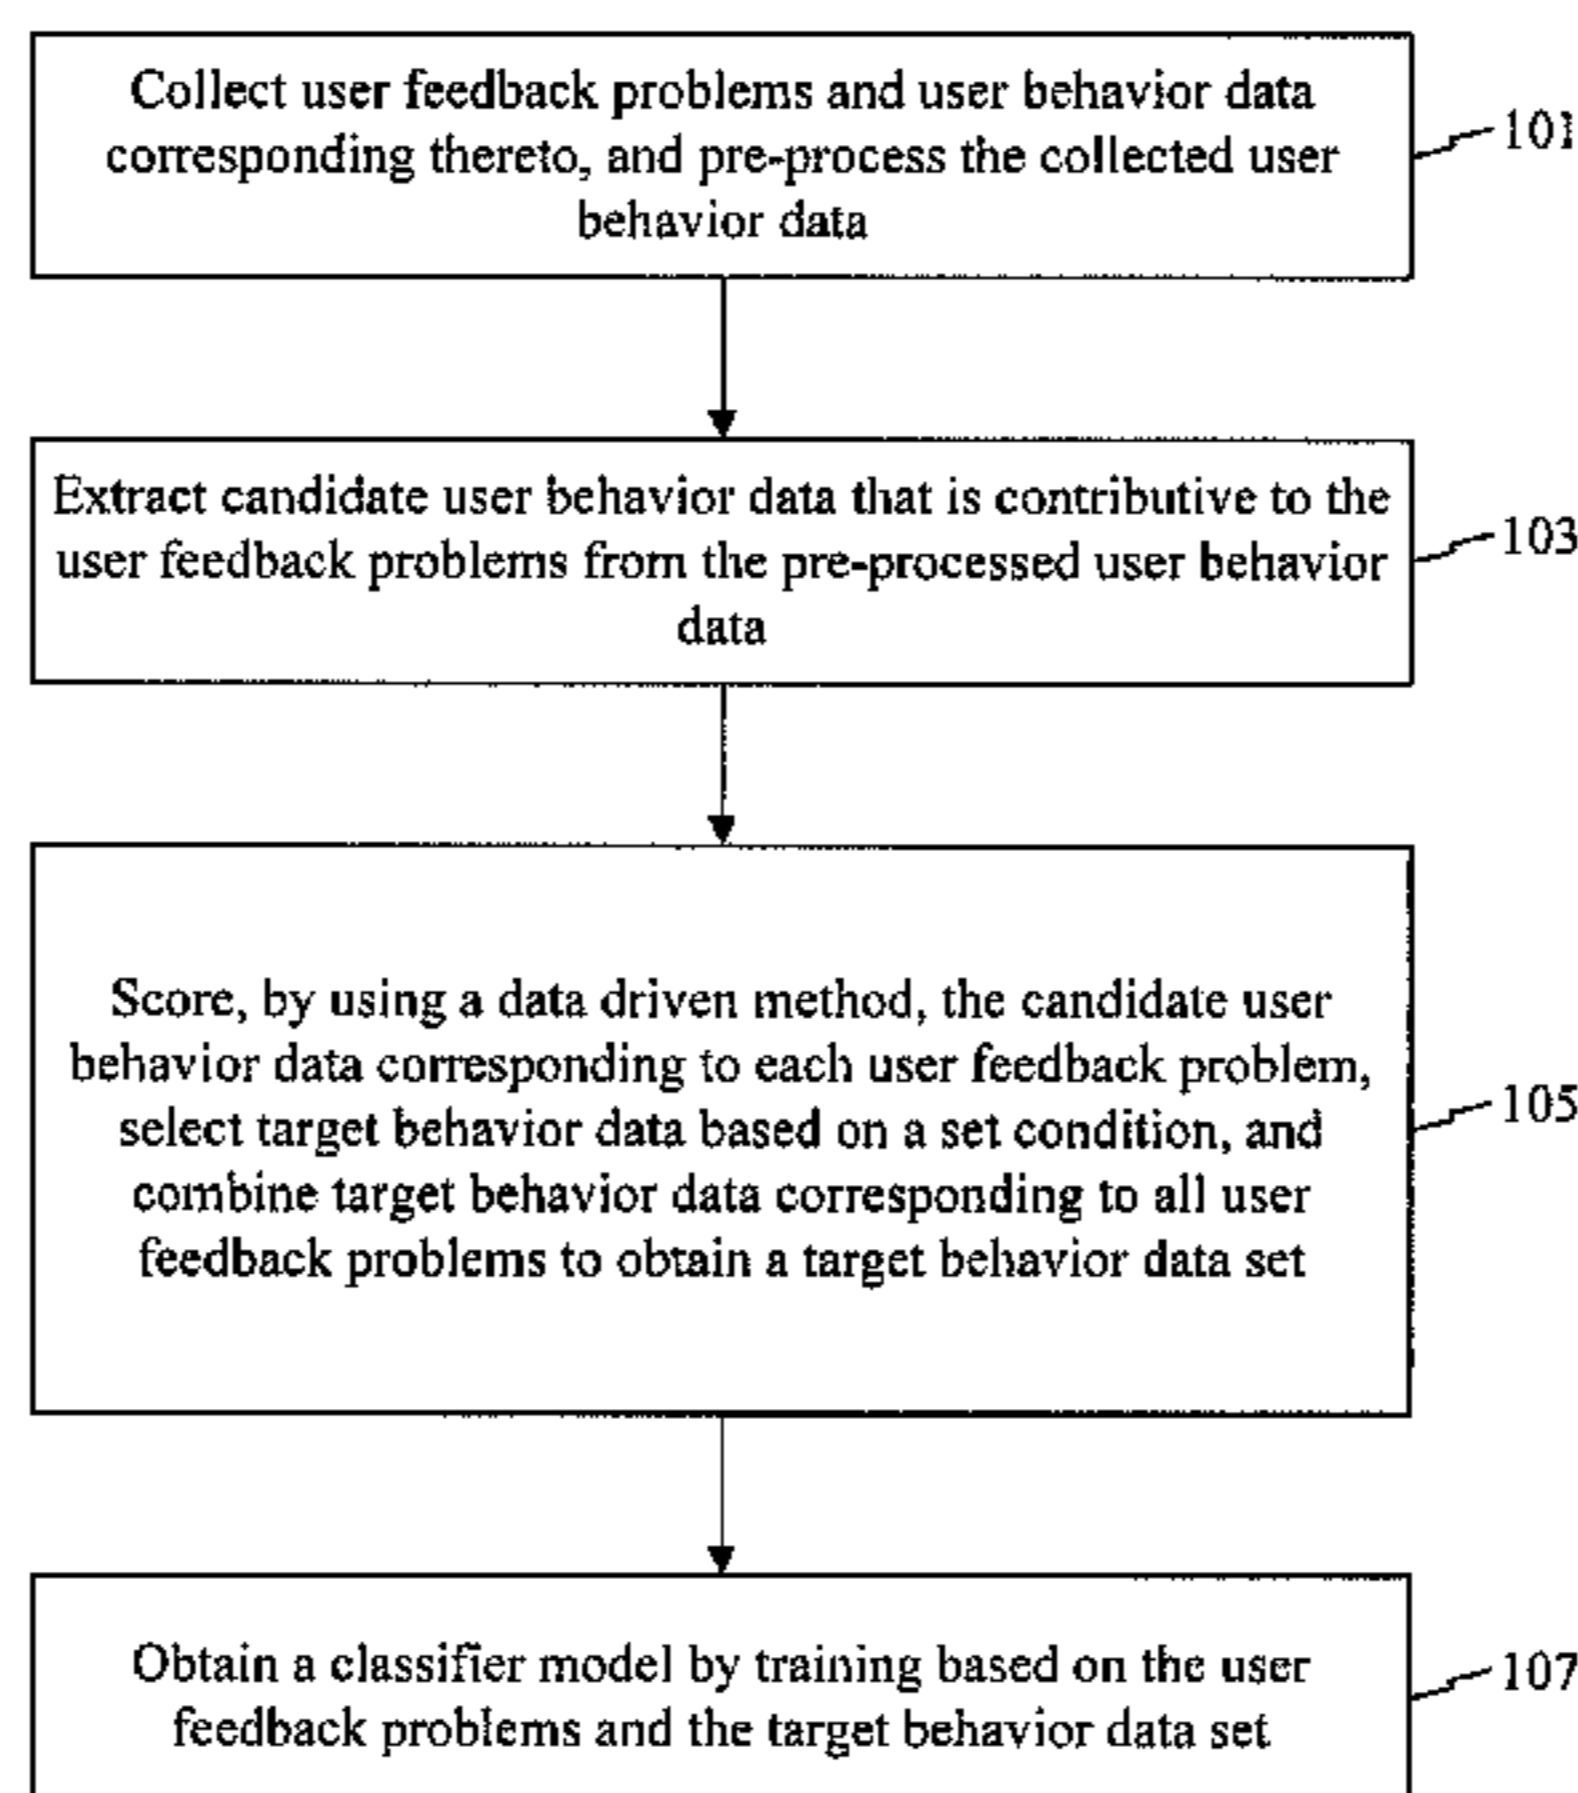 Collect user feedback problems and user behavior data
corresponding thereto, and pre-process the collected user
behavior data
101
Extract candidate user behavior data that is contributive to the
user feedback problems from the pre-processed user behavior
data
103
Score, by using a data driven method, the candidate user
behavior data corresponding to each user feedback problem,
select target behavior data based on a set condition, and
combine target behavior data corresponding to all user
feedback problems to obtain a target behavior data set
105
Obtain a classifier model by training based on the user
feedback problems and the target behavior data set
107